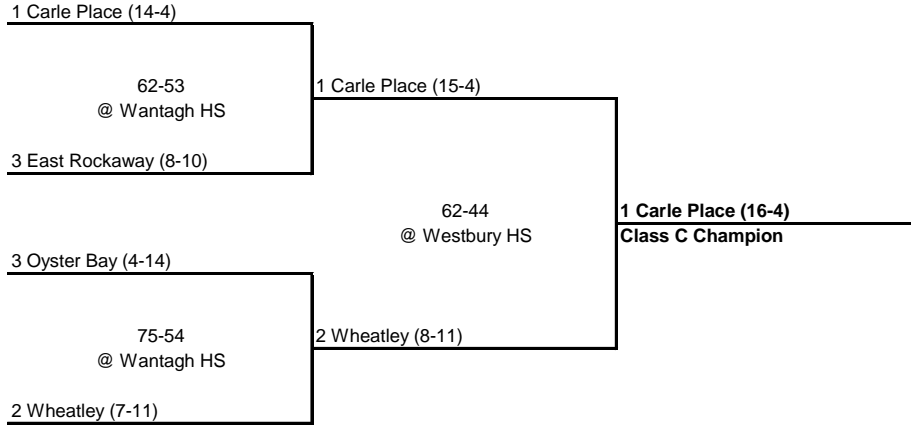 1 Carle Place (14-4)
62-53
@ Wantagh HS
1 Carle Place (15-4)
3 East Rockaway (8-10)
62-44
@ Westbury HS
1 Carle Place (16-4)
Class C Champion
3 Oyster Bay (4-14)
75-54
@ Wantagh HS
2 Wheatley (8-11)
2 Wheatley (7-11)